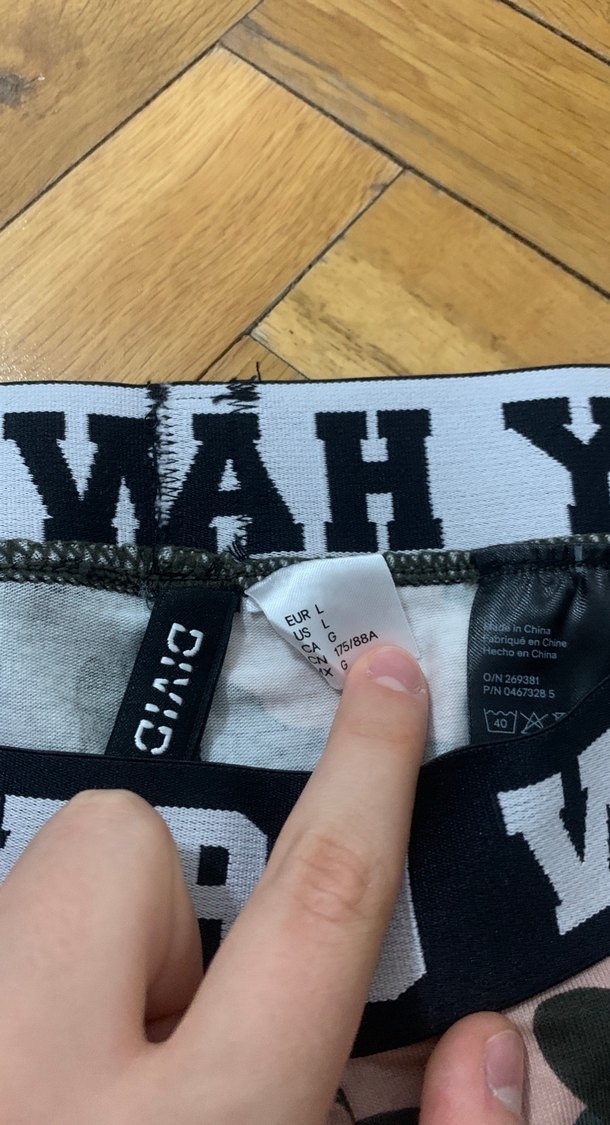 WAH Y
EUR L
US L
CA G
CN 175/88A
MX G
DIVIDED
Made in China
Fabriqué en Chine
Hecho en China
O/N 269381
P/N 0467328 5
40